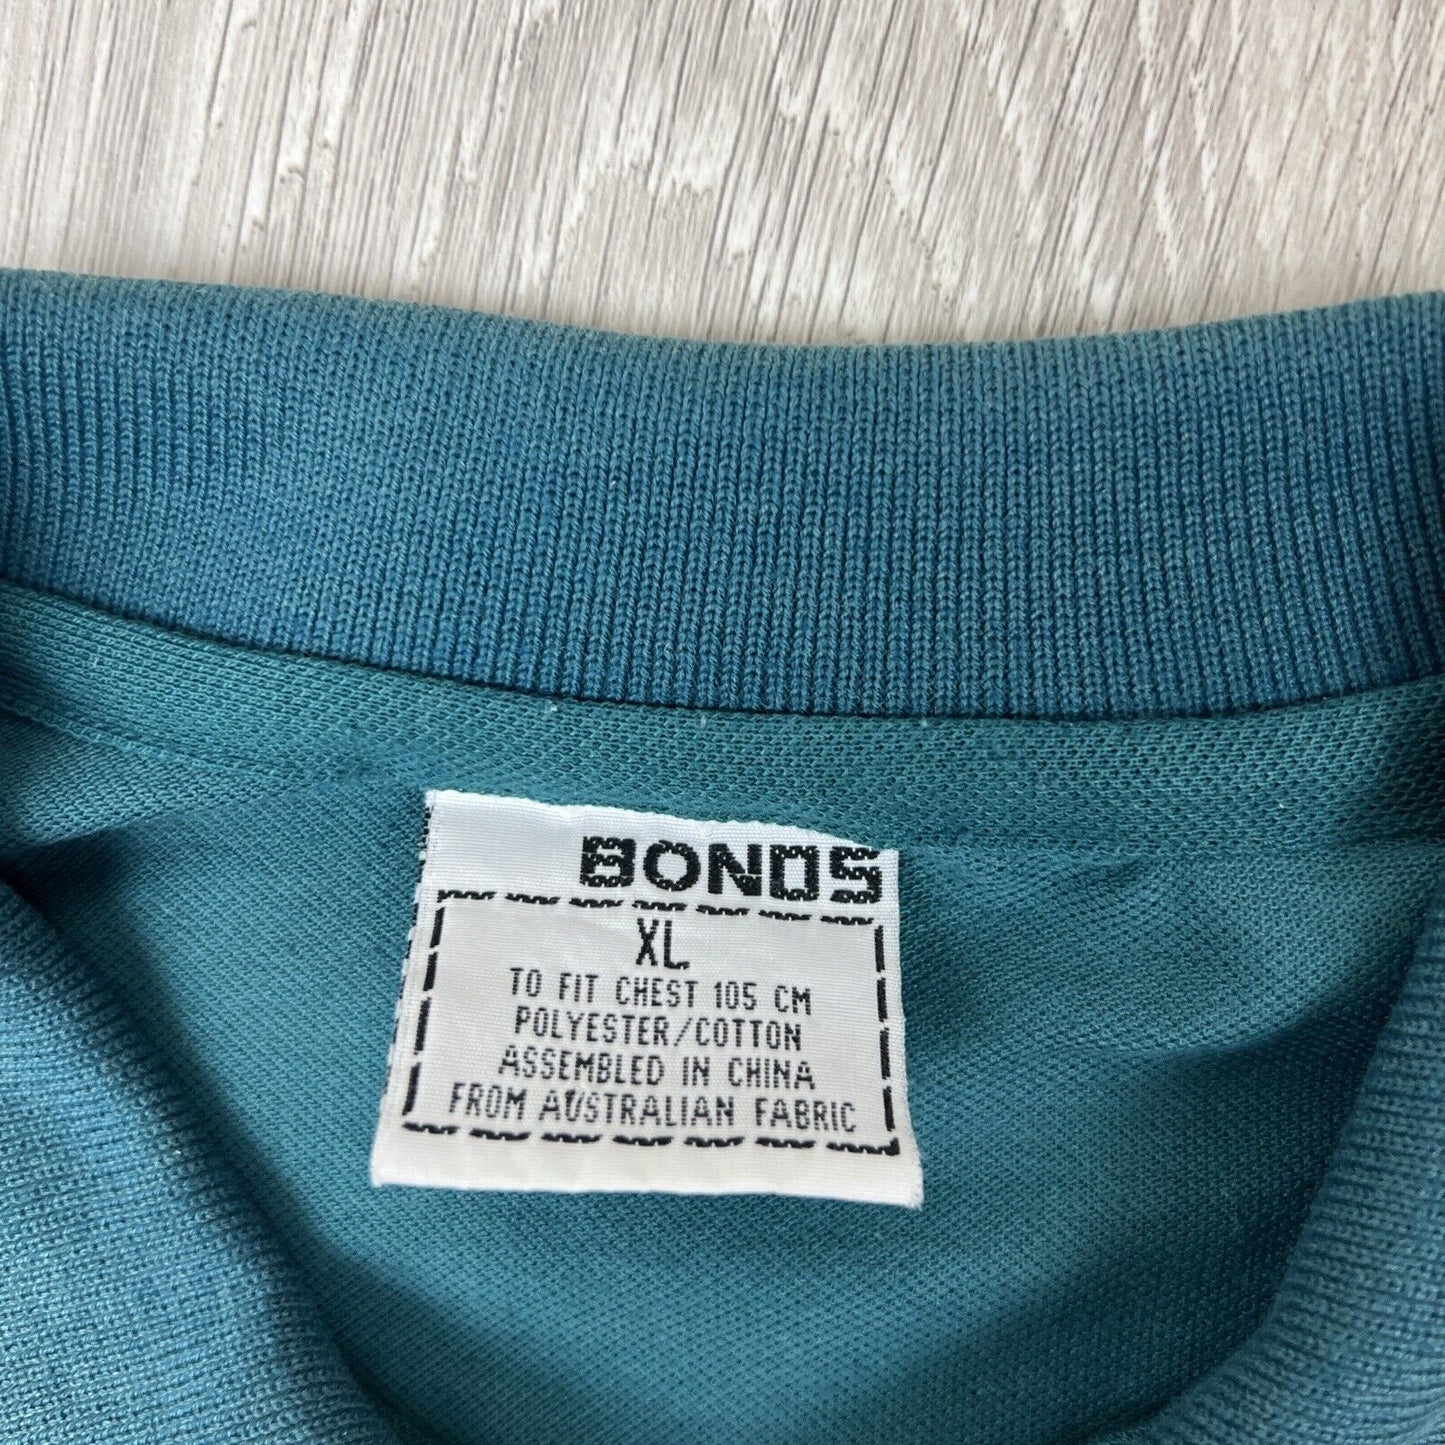 BONDS
XL
TO FIT CHEST 105 CM
POLYESTER/COTTON
ASSEMBLED IN CHINA
FROM AUSTRALIAN FABRIC